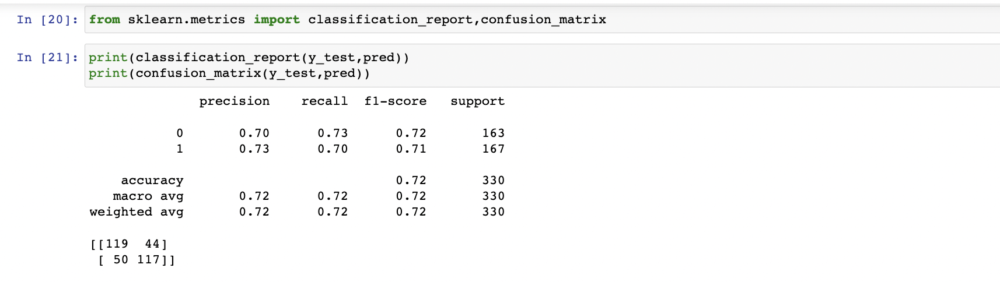 In [20]: from sklearn.metrics import classification_report,confusion_matrix
In [21]: print(classification_report(y_test,pred))
print(confusion_matrix(y_test,pred))
precision recall f1-score support
0 0.70 0.73 0.72 163
1 0.73 0.70 0.71 167
accuracy 0.72 330
macro avg 0.72 0.72 0.72 330
weighted avg 0.72 0.72 0.72 330
[[119 44]
[ 50 117]]